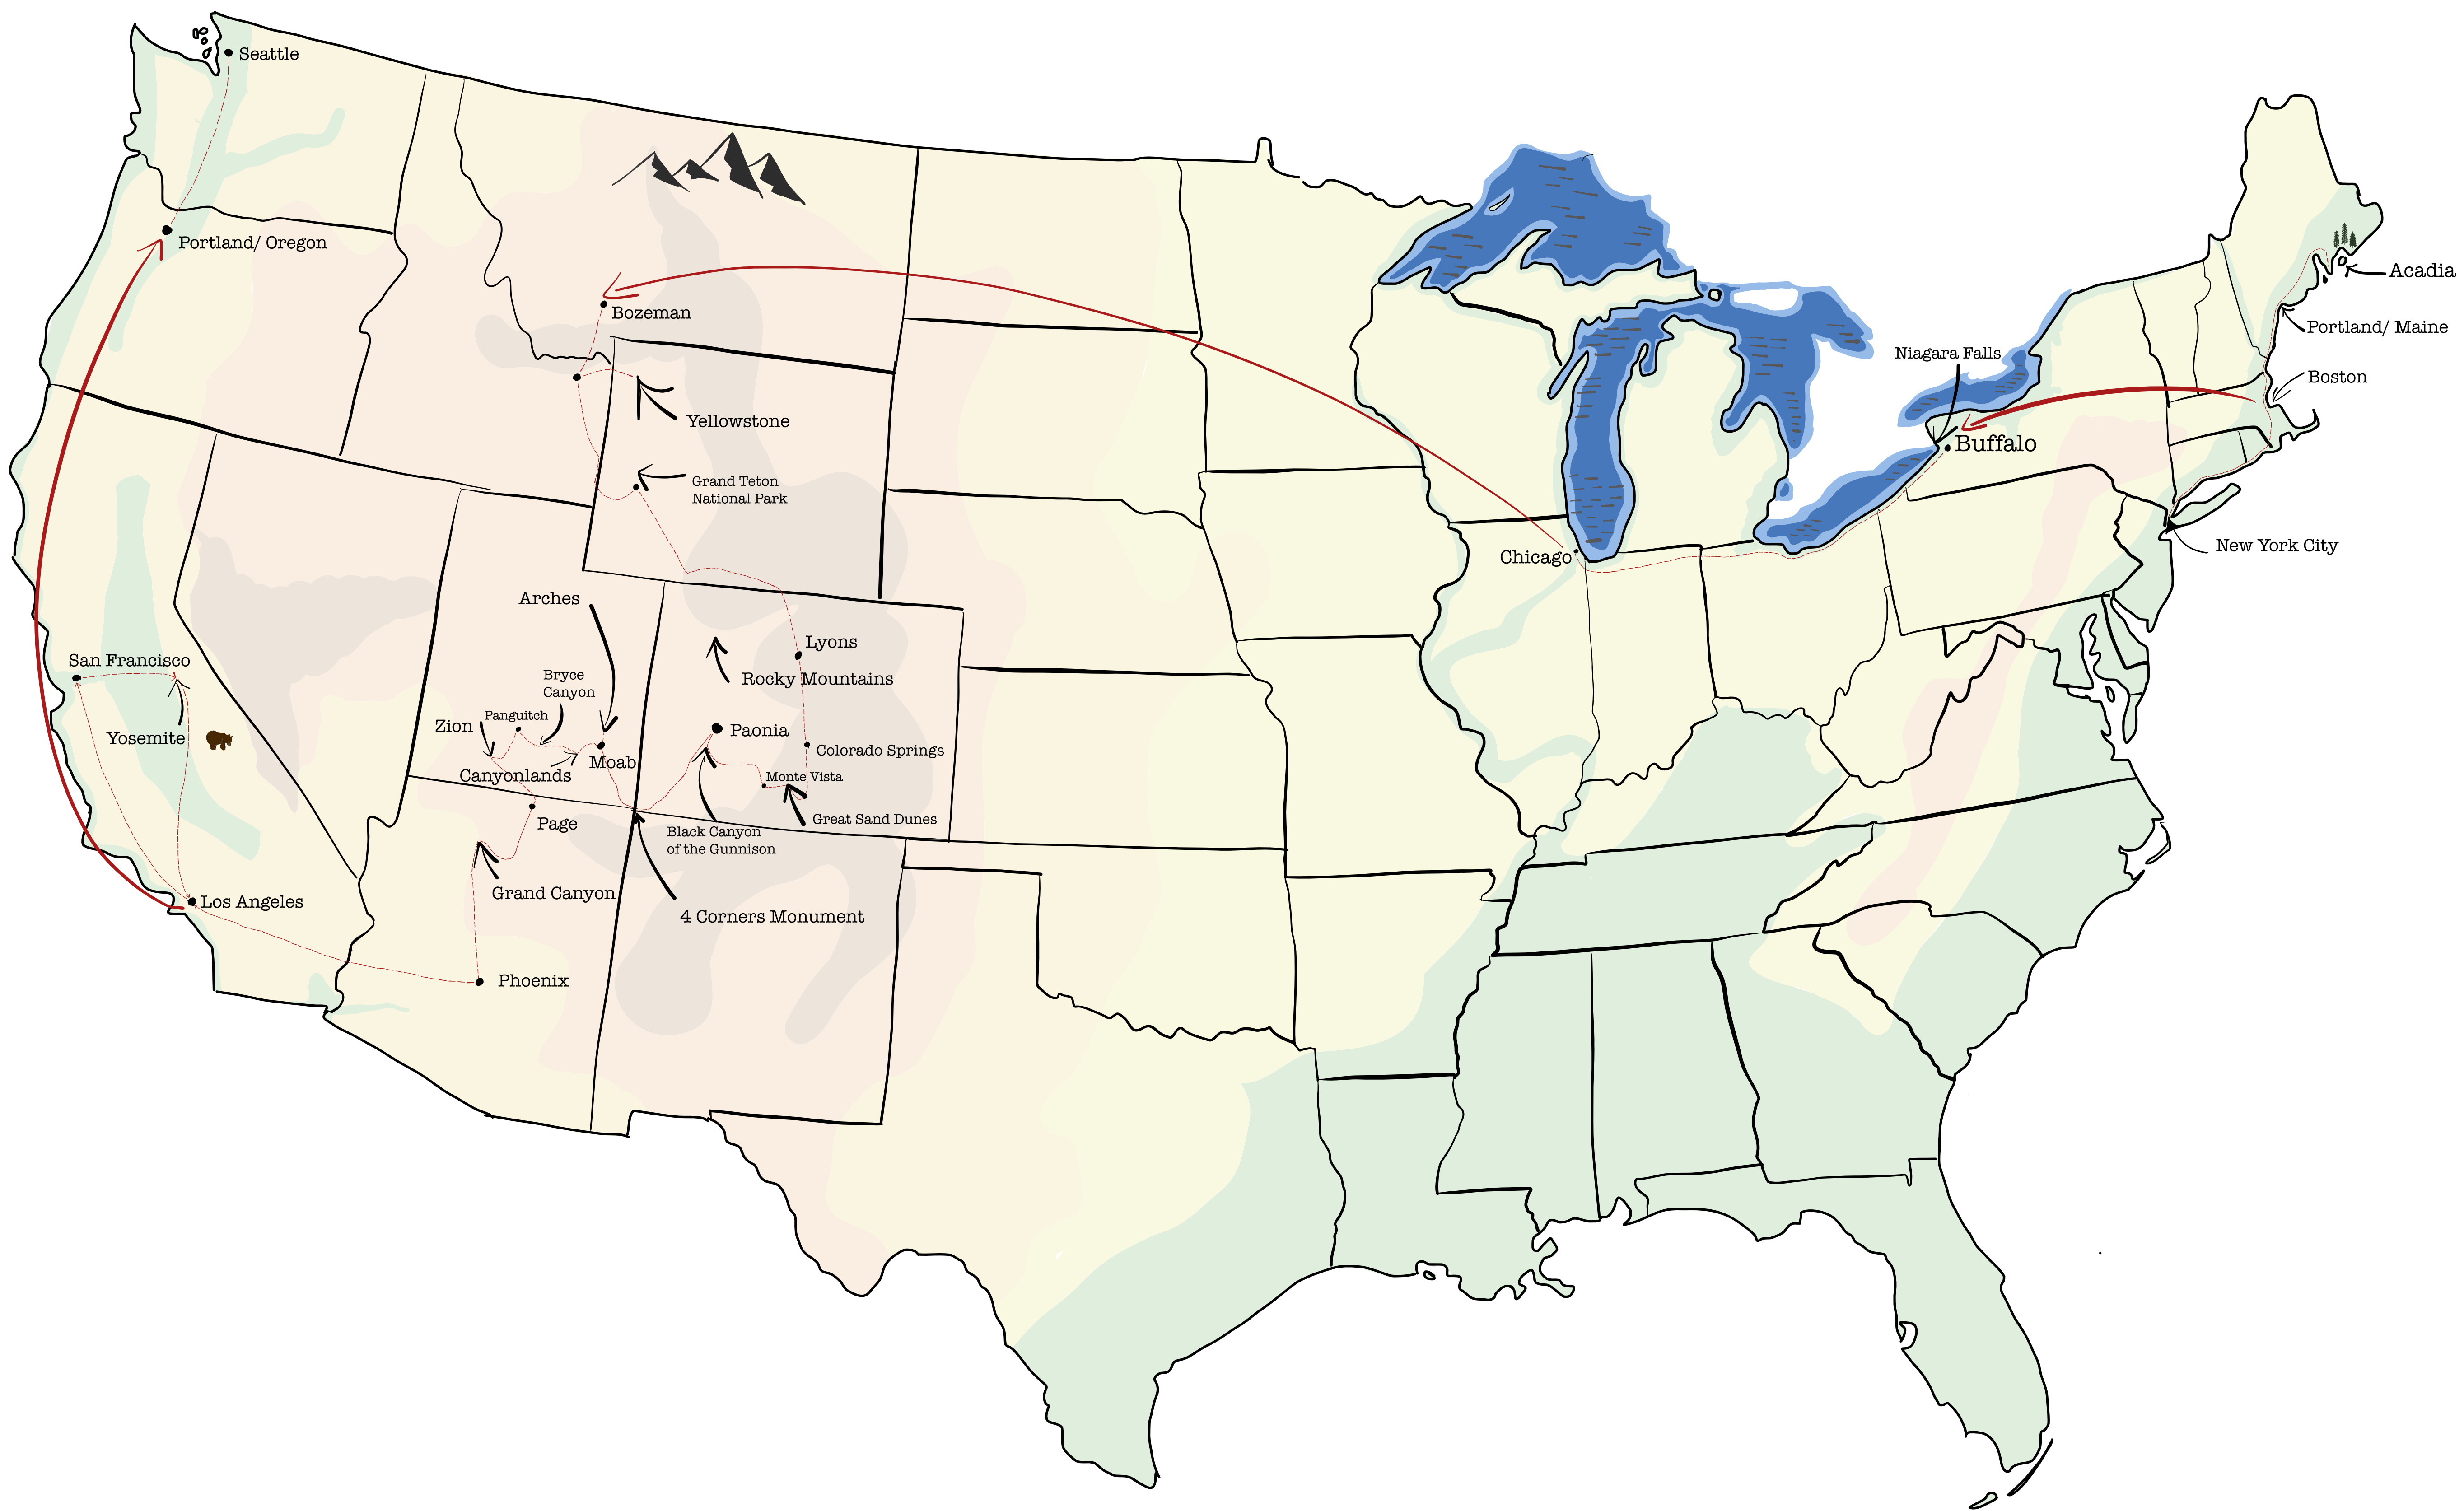 Seattle
Portland/ Oregon
Bozeman
Yellowstone
Grand Teton
National Park
Niagara Falls
Buffalo
Acadia
Portland/ Maine
Boston
New York City
Chicago
Arches
Lyons
Rocky Mountains
San Francisco
Yosemite
Bryce
Canyon
Panguitch
Zion
Canyonlands
Moab
Paonia
Colorado Springs
Monte Vista
Great Sand Dunes
Black Canyon
of the Gunnison
Page
Grand Canyon
4 Corners Monument
Los Angeles
Phoenix